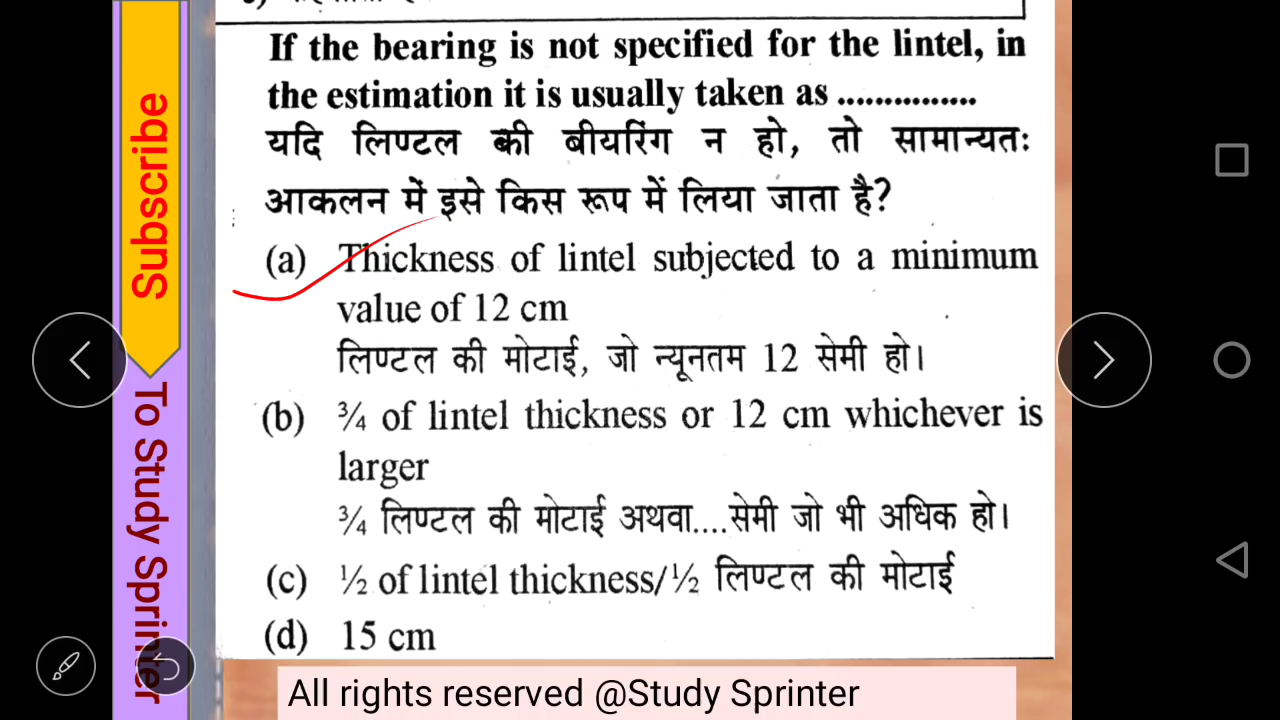 If the bearing is not specified for the lintel, in
the estimation it is usually taken as ...............
यदि लिण्टल की बीयरिंग न हो, तो सामान्यतः
आकलन में इसे किस रूप में लिया जाता है?
(a) Thickness of lintel subjected to a minimum
value of 12 cm
लिण्टल की मोटाई, जो न्यूनतम 12 सेमी हो।
(b) ¾ of lintel thickness or 12 cm whichever is
larger
¾ लिण्टल की मोटाई अथवा....सेमी जो भी अधिक हो।
(c) ½ of lintel thickness/½ लिण्टल की मोटाई
(d) 15 cm
All rights reserved @Study Sprinter
Subscribe
To Study Sprinter